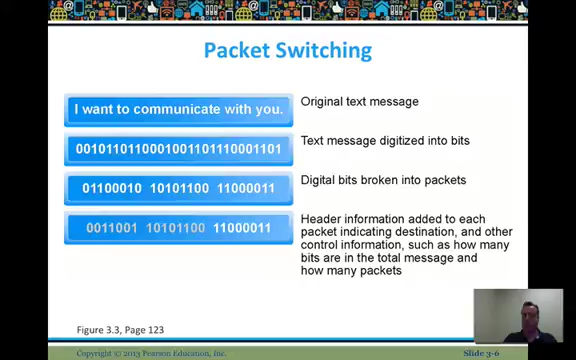 Packet Switching
I want to communicate with you.
Original text message
001011011000100110111000​1101
Text message digitized into bits
01100010 10101100 11000011
Digital bits broken into packets
0011001 10101100 11000011
Header information added to each
packet indicating destination, and other
control information, such as how many
bits are in the total message and
how many packets
Figure 3.3, Page 123
Copyright © 2013 Pearson Education, Inc.
Slide 3-6